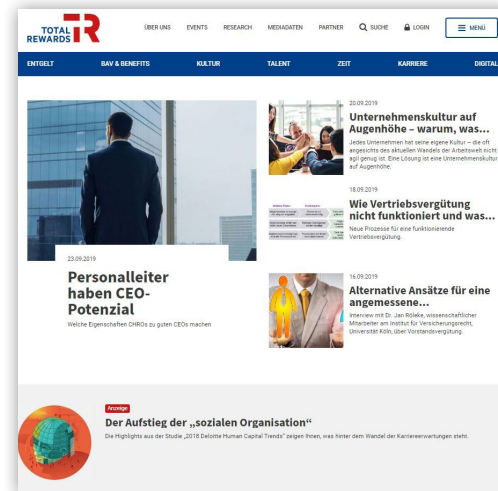 TOTAL
REWARDS
TR
ÜBER UNS EVENTS RESEARCH MEDIADATEN PARTNER SUCHE LOGIN MENÜ
ENTGELT BAV & BENEFITS KULTUR TALENT ZEIT KARRIERE DIGITAL
23.09.2019
Personalleiter
haben CEO-
Potenzial
Welche Eigenschaften CHROs zu guten CEOs machen
20.09.2019
Unternehmenskultur auf
Augenhöhe – warum, was...
Jedes Unternehmen hat seine eigene Kultur – die oft
angesichts des aktuellen Wandels der Arbeitswelt nicht
agil genug ist. Eine Lösung ist eine Unternehmenskultur
auf Augenhöhe.
18.09.2019
Wie Vertriebsvergütung
nicht funktioniert und was...
Neue Prozesse für eine funktionierende
Vertriebsvergütung.
16.09.2019
Alternative Ansätze für eine
angemessene...
Interview mit Dr. Jan Röleke, wissenschaftlicher
Mitarbeiter am Institut für Versicherungsrecht,
Universität Köln, über Vorstandsvergütung.
Anzeige
Der Aufstieg der „sozialen Organisation“
Die Highlights aus der Studie „2018 Deloitte Human Capital Trends“ zeigen Ihnen, was hinter dem Wandel der Karriereerwartungen steht.